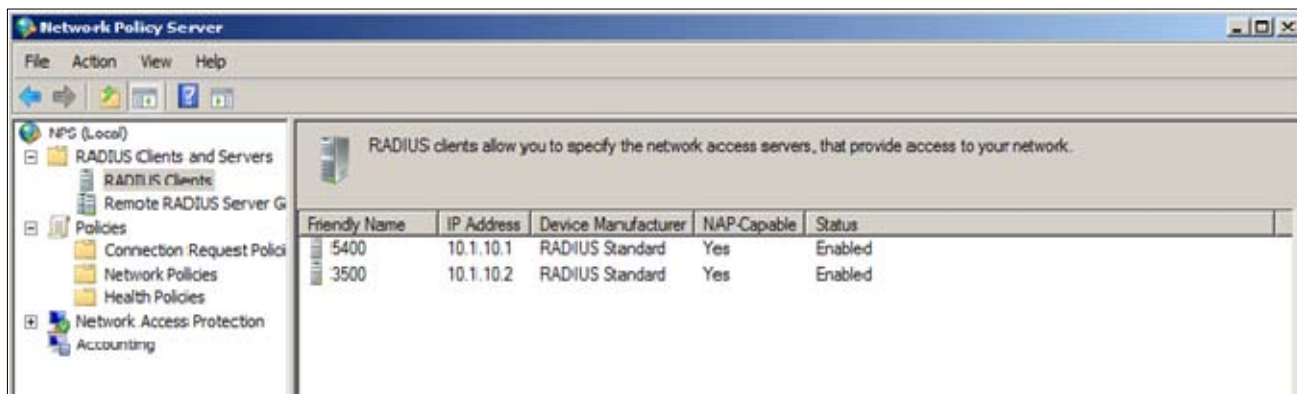 Network Policy Server
File Action View Help
NPS (Local)
RADIUS Clients and Servers
RADIUS Clients
Remote RADIUS Server G
Policies
Connection Request Polici
Network Policies
Health Policies
Network Access Protection
Accounting
RADIUS clients allow you to specify the network access servers, that provide access to your network.
Friendly Name IP Address Device Manufacturer NAP-Capable Status
5400 10.1.10.1 RADIUS Standard Yes Enabled
3500 10.1.10.2 RADIUS Standard Yes Enabled